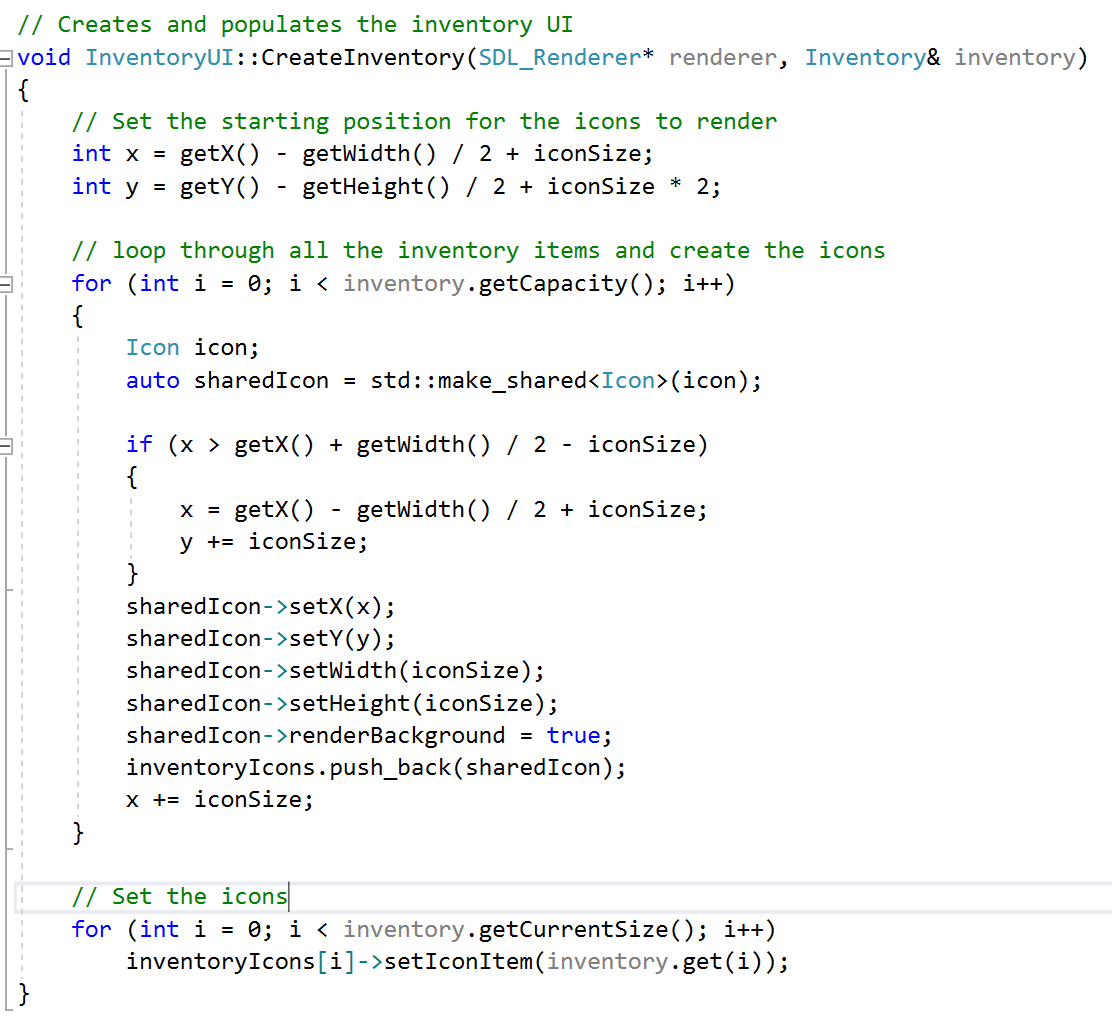 // Creates and populates the inventory UI
void InventoryUI::CreateInventory(SDL_Renderer* renderer, Inventory& inventory)
{
    // Set the starting position for the icons to render
    int x = getX() - getWidth() / 2 + iconSize;
    int y = getY() - getHeight() / 2 + iconSize * 2;

    // loop through all the inventory items and create the icons
    for (int i = 0; i < inventory.getCapacity(); i++)
    {
        Icon icon;
        auto sharedIcon = std::make_shared<Icon>(icon);

        if (x > getX() + getWidth() / 2 - iconSize)
        {
            x = getX() - getWidth() / 2 + iconSize;
            y += iconSize;
        }
        sharedIcon->setX(x);
        sharedIcon->setY(y);
        sharedIcon->setWidth(iconSize);
        sharedIcon->setHeight(iconSize);
        sharedIcon->renderBackground = true;
        inventoryIcons.push_back(sharedIcon);
        x += iconSize;
    }

    // Set the icons
    for (int i = 0; i < inventory.getCurrentSize(); i++)
        inventoryIcons[i]->setIconItem(inventory.get(i));
}